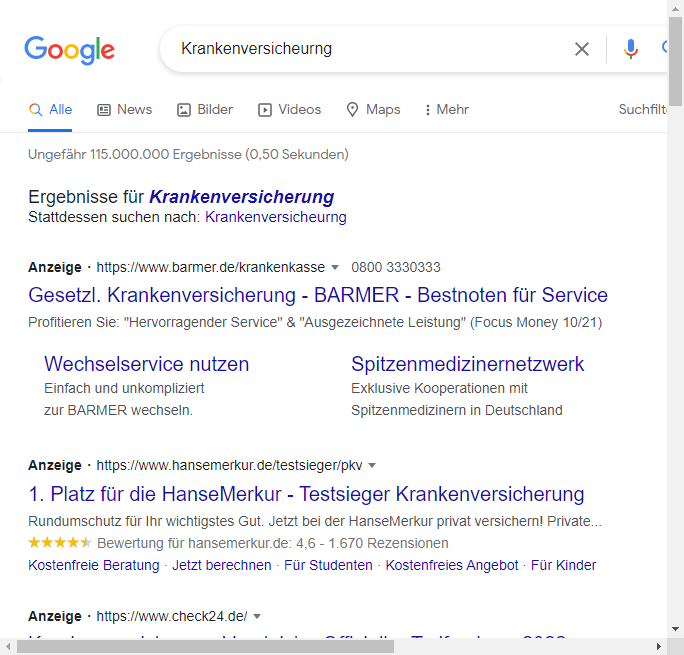 Google
Krankenversicheurng
Alle News Bilder Videos Maps Mehr Suchfilt
Ungefähr 115.000.000 Ergebnisse (0,50 Sekunden)
Ergebnisse für Krankenversicherung
Stattdessen suchen nach: Krankenversicheurng
Anzeige · https://www.barmer.de/krankenkasse 0800 3330333
Gesetzl. Krankenversicherung - BARMER - Bestnoten für Service
Profitieren Sie: "Hervorragender Service" & "Ausgezeichnete Leistung" (Focus Money 10/21)
Wechselservice nutzen
Einfach und unkompliziert
zur BARMER wechseln.
Spitzenmedizinernetzwerk
Exklusive Kooperationen mit
Spitzenmedizinern in Deutschland
Anzeige · https://www.hansemerkur.de/testsieger/pkv
1. Platz für die HanseMerkur - Testsieger Krankenversicherung
Rundumschutz für Ihr wichtigstes Gut. Jetzt bei der HanseMerkur privat versichern! Private...
Bewertung für hansemerkur.de: 4,6 - 1.670 Rezensionen
Kostenfreie Beratung · Jetzt berechnen · Für Studenten · Kostenfreies Angebot · Für Kinder
Anzeige · https://www.check24.de/